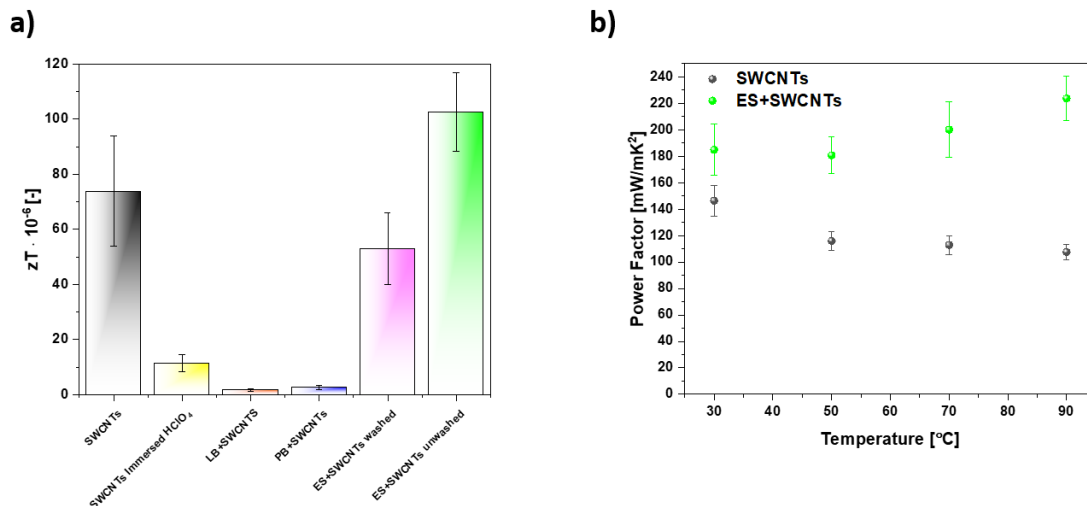 a)
120
100
80
60
40
20
0
zT · 10⁻⁶ [-]
SWCNTs
SWCNTs Immersed HClO₄
LB+SWCNTS
PB+SWCNTs
ES+SWCNTs washed
ES+SWCNTs unwashed
b)
SWCNTs
ES+SWCNTs
240
220
200
180
160
140
120
100
80
60
40
20
0
Power Factor [mW/mK²]
30 40 50 60 70 80 90
Temperature [°C]